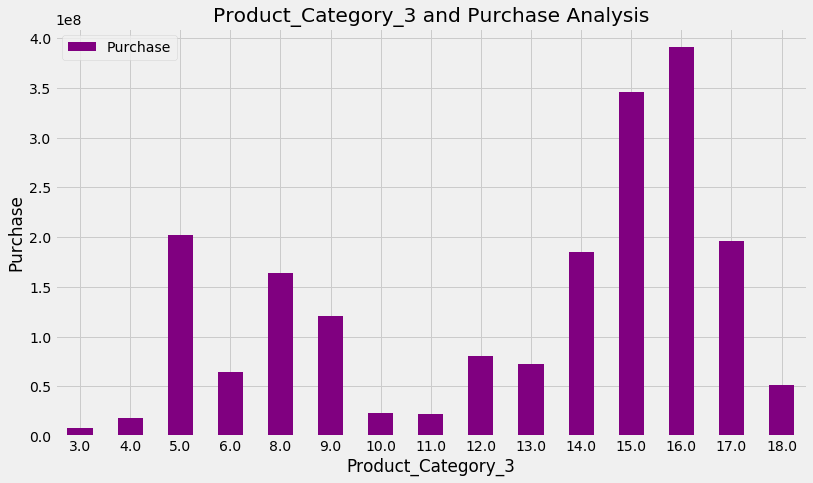 Product_Category_3 and Purchase Analysis
1e8
Purchase
4.0
3.5
3.0
2.5
2.0
1.5
1.0
0.5
0.0
Purchase
3.0 4.0 5.0 6.0 8.0 9.0 10.0 11.0 12.0 13.0 14.0 15.0 16.0 17.0 18.0
Product_Category_3